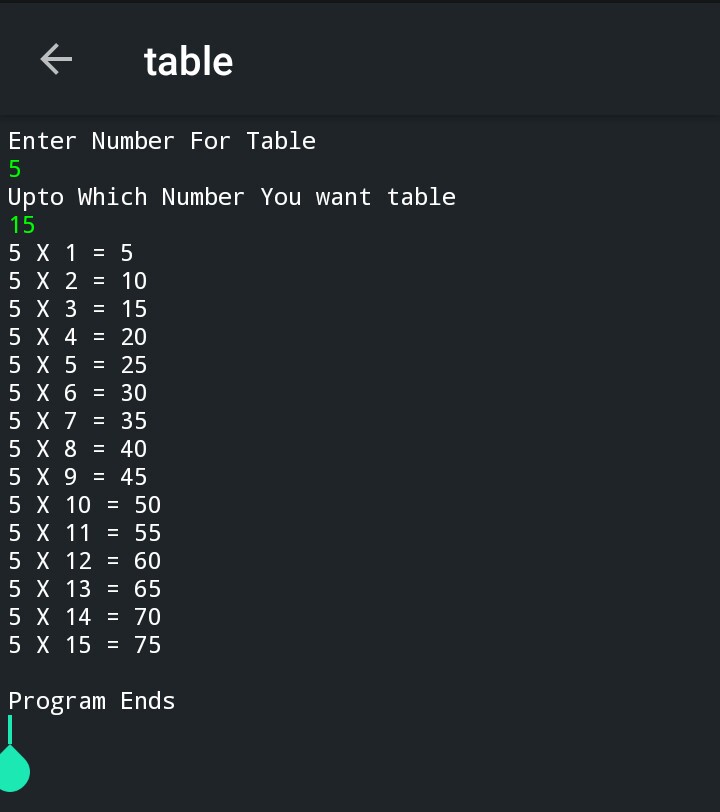 table
Enter Number For Table
5
Upto Which Number You want table
15
5 X 1 = 5
5 X 2 = 10
5 X 3 = 15
5 X 4 = 20
5 X 5 = 25
5 X 6 = 30
5 X 7 = 35
5 X 8 = 40
5 X 9 = 45
5 X 10 = 50
5 X 11 = 55
5 X 12 = 60
5 X 13 = 65
5 X 14 = 70
5 X 15 = 75
Program Ends